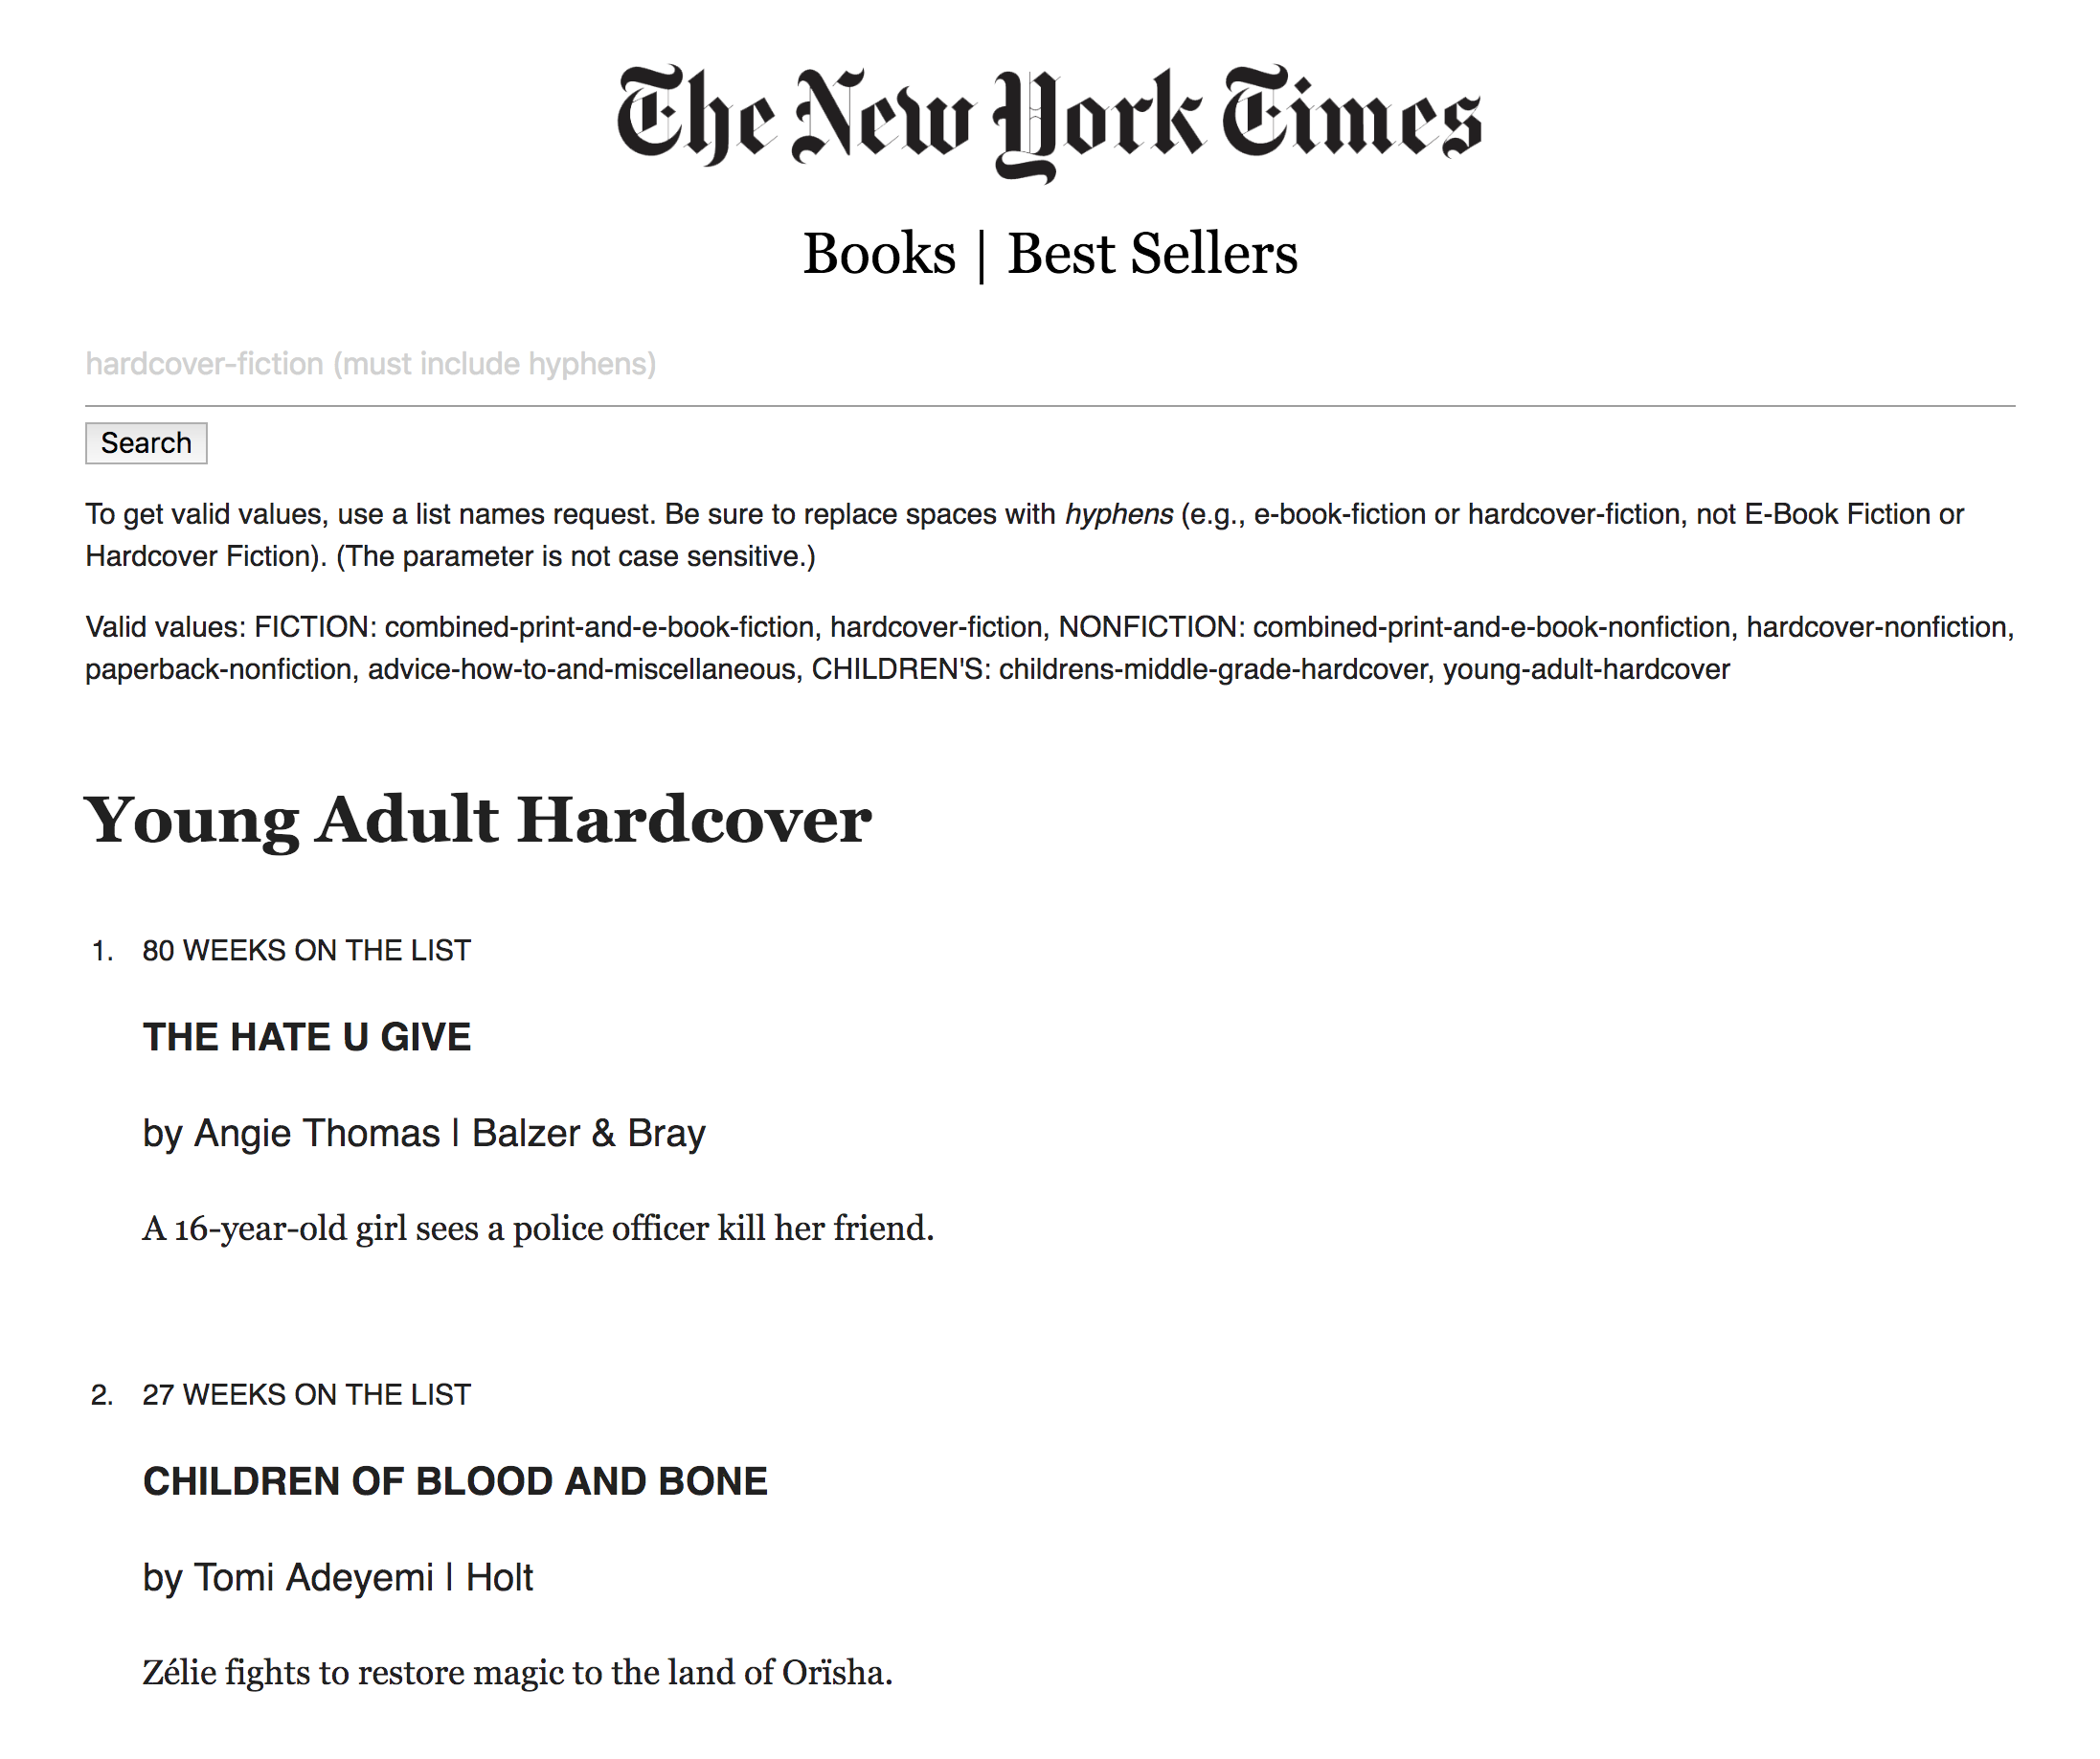 The New York Times
Books | Best Sellers
hardcover-fiction (must include hyphens)
Search
To get valid values, use a list names request. Be sure to replace spaces with hyphens (e.g., e-book-fiction or hardcover-fiction, not E-Book Fiction or
Hardcover Fiction). (The parameter is not case sensitive.)
Valid values: FICTION: combined-print-and-e-book-fiction, hardcover-fiction, NONFICTION: combined-print-and-e-book-nonfiction, hardcover-nonfiction,
paperback-nonfiction, advice-how-to-and-miscellaneous, CHILDREN'S: childrens-middle-grade-hardcover, young-adult-hardcover
Young Adult Hardcover
1. 80 WEEKS ON THE LIST
THE HATE U GIVE
by Angie Thomas | Balzer & Bray
A 16-year-old girl sees a police officer kill her friend.
2. 27 WEEKS ON THE LIST
CHILDREN OF BLOOD AND BONE
by Tomi Adeyemi | Holt
Zélie fights to restore magic to the land of Orïsha.